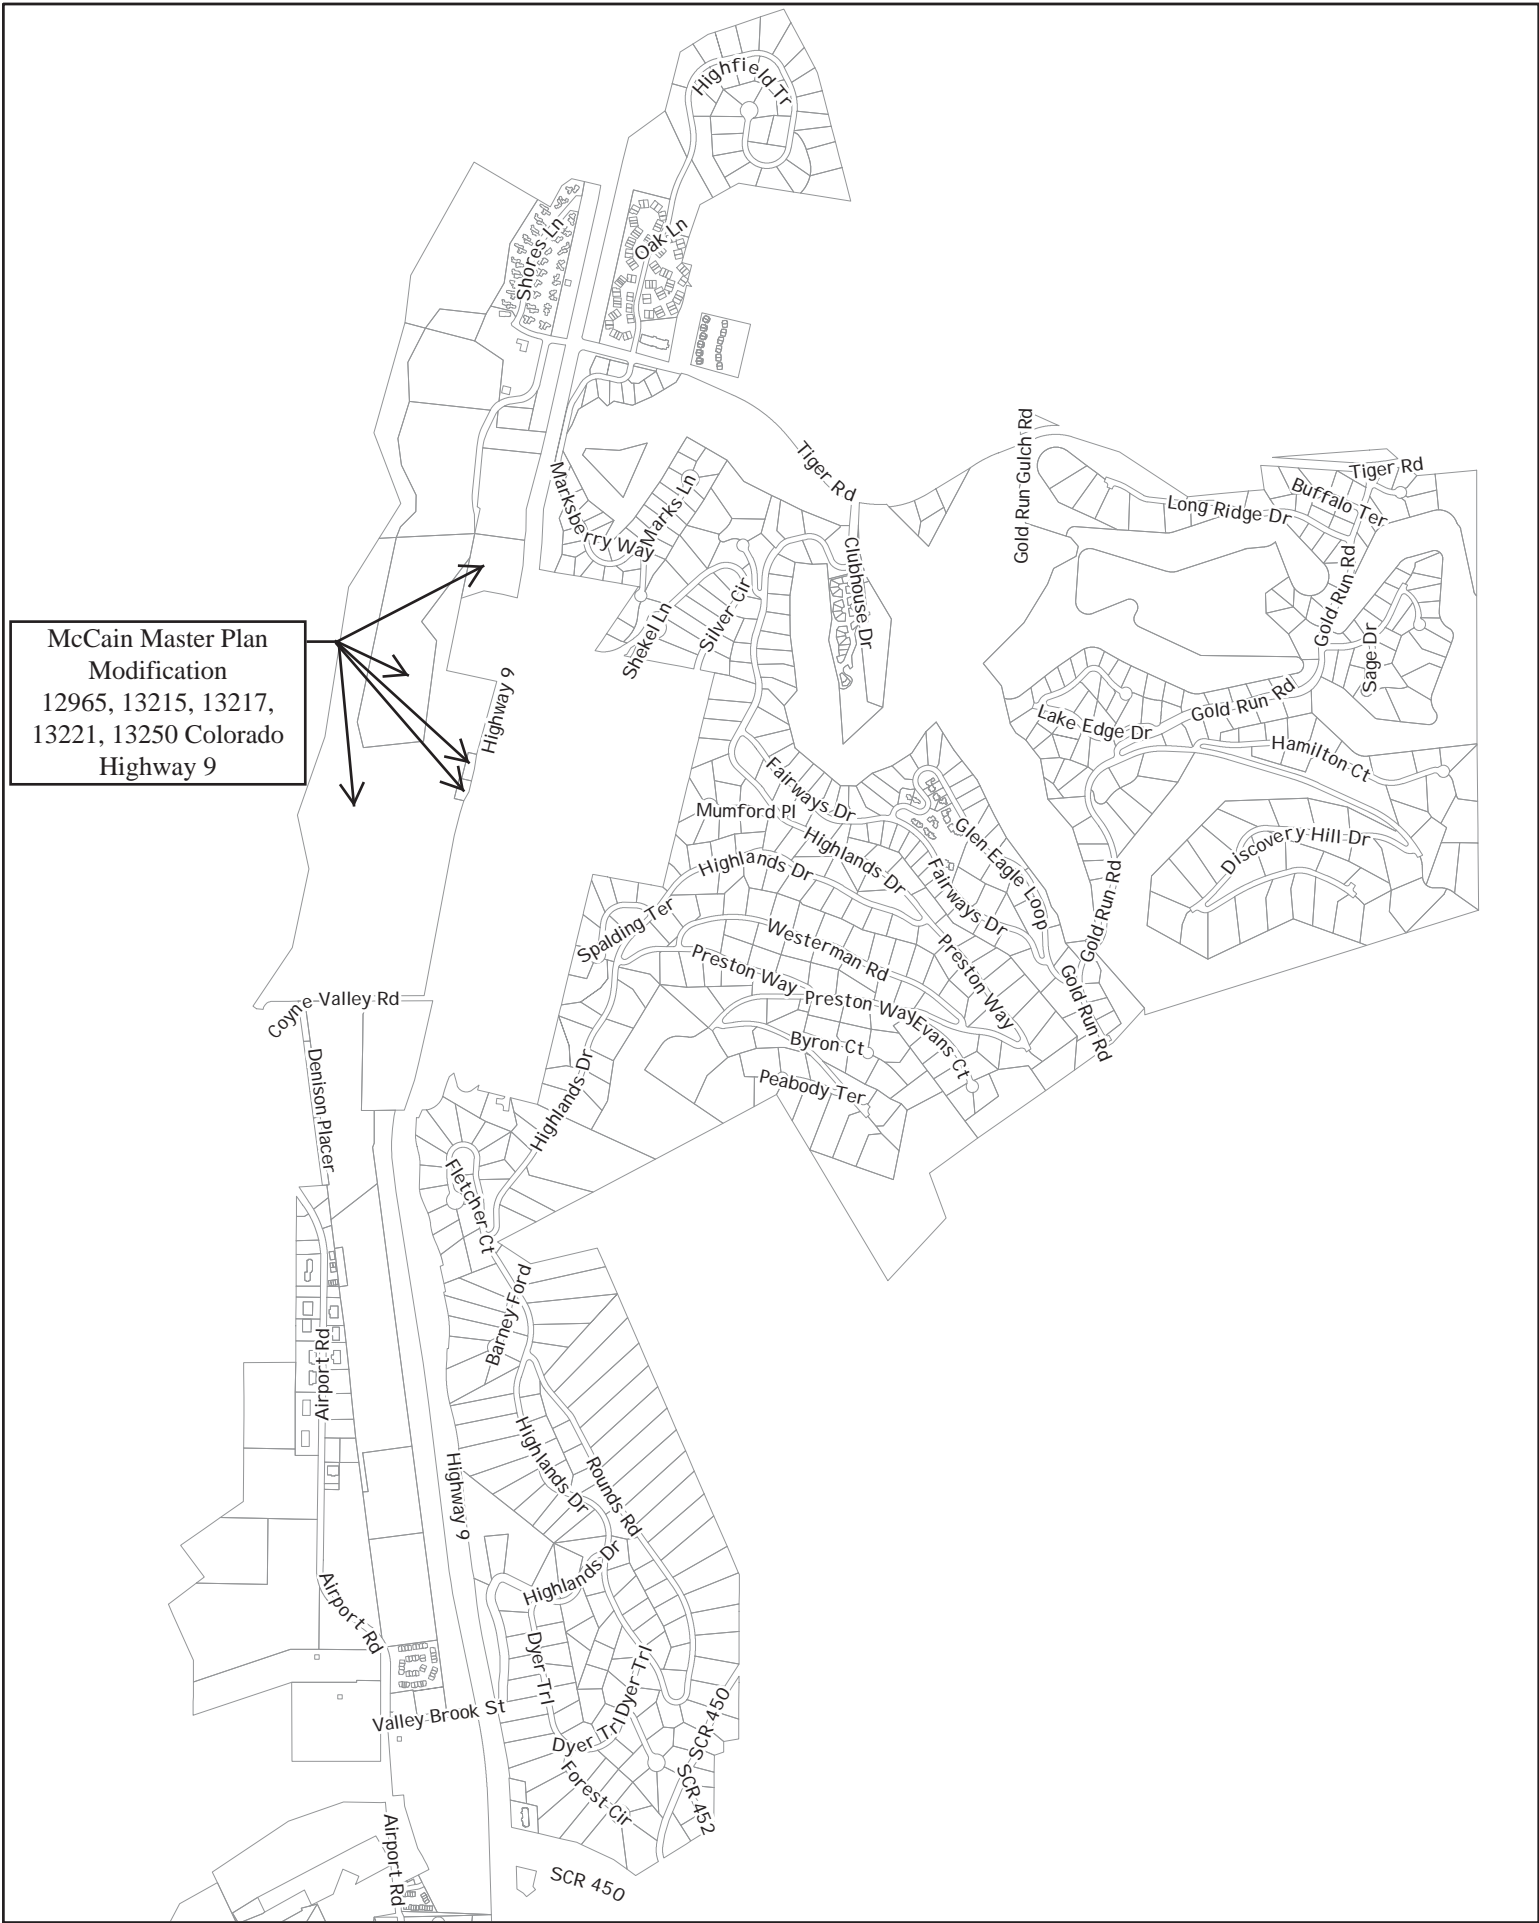 Highfield Tr
Shores Ln
Oak Ln
Tiger Rd
Marksberry Way
Marks Ln
Gold Run Gulch Rd
Tiger Rd
Buffalo Ter
Long Ridge Dr
Clubhouse Dr
Silver Cir
Shekel Ln
Gold Run Rd
Sage Dr
McCain Master Plan
Modification
12965, 13215, 13217,
13221, 13250 Colorado
Highway 9
Highway 9
Gold Run Rd
Lake Edge Dr
Hamilton Ct
Fairways Dr
Mumford Pl
Highlands Dr
Highlands Dr
Glen Eagle Loop
Fairways Dr
Discovery Hill Dr
Gold Run Rd
Spalding Ter
Westerman Rd
Preston Way
Preston Way
Preston Way
Evans Ct
Gold Run Rd
Byron Ct
Peabody Ter
Coyne Valley Rd
Denison Placer
Highlands Dr
Fletcher Ct
Barney Ford
Airport Rd
Highlands Dr
Rounds Rd
Highway 9
Highlands Dr
Airport Rd
Dyer Trl
Dyer Trl
Dyer Trl
Valley Brook St
SCR 450
Forest Cir
SCR 452
Airport Rd
SCR 450